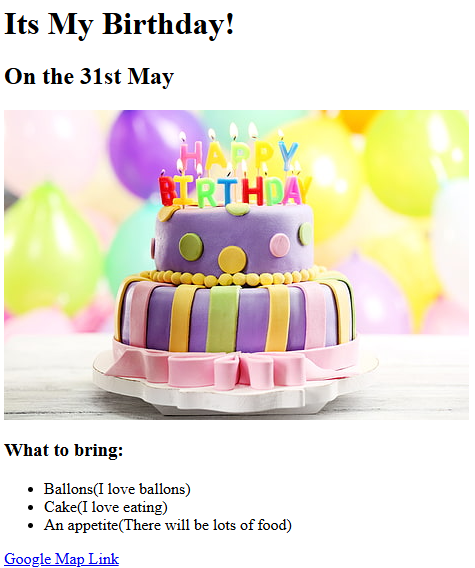 Its My Birthday!
On the 31st May
HAPPY
BIRTHDAY
What to bring:
Ballons(I love ballons)
Cake(I love eating)
An appetite(There will be lots of food)
Google Map Link